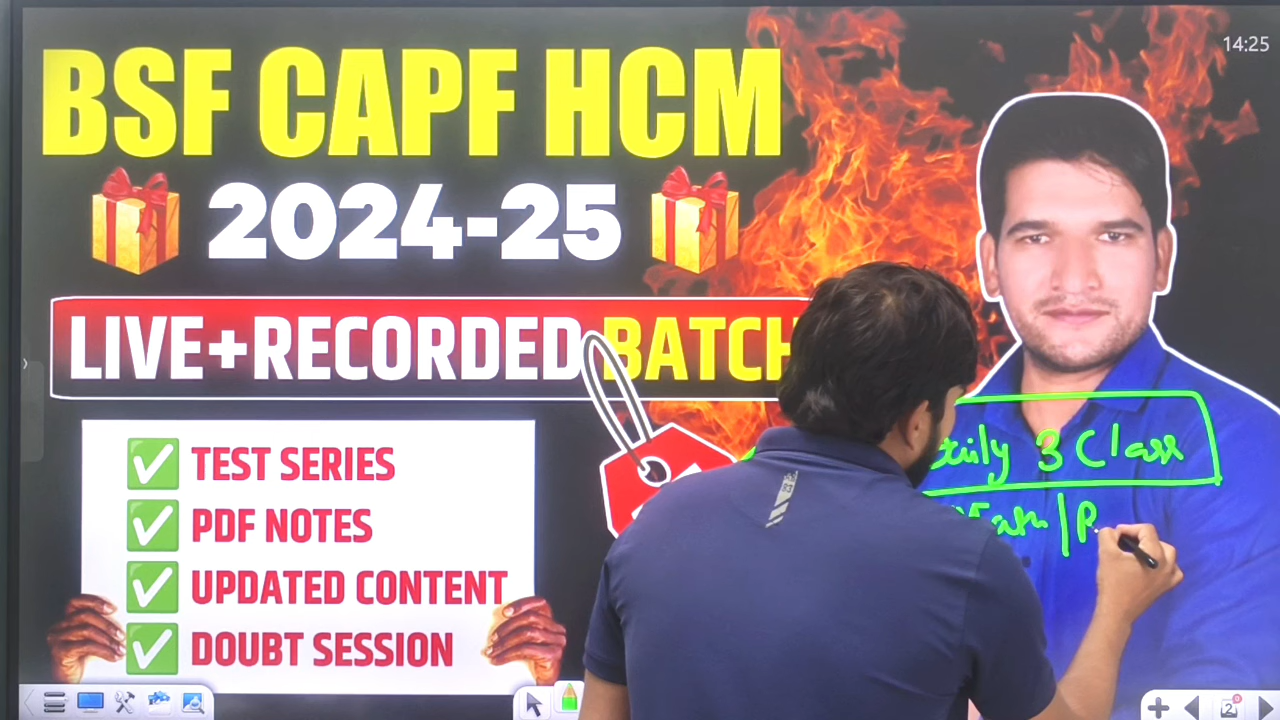 BSF CAPF HCM
14:25
2024-25
LIVE+RECORDED BATCH
TEST SERIES
PDF NOTES
UPDATED CONTENT
DOUBT SESSION
3 Class
2